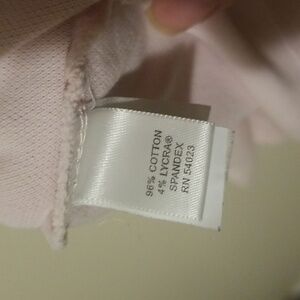 96% COTTON
4% LYCRA®
SPANDEX
RN 54023